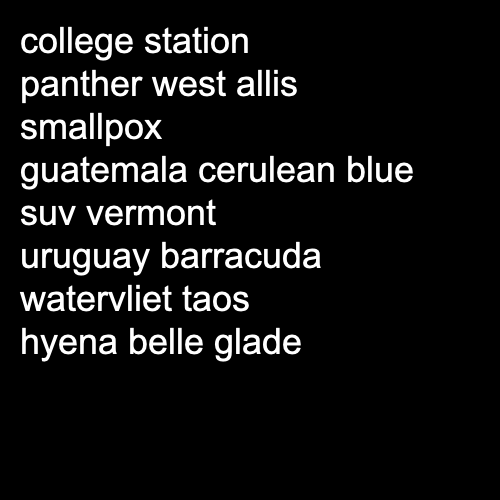 college station
panther west allis
smallpox
guatemala cerulean blue
suv vermont
uruguay barracuda
watervliet taos
hyena belle glade